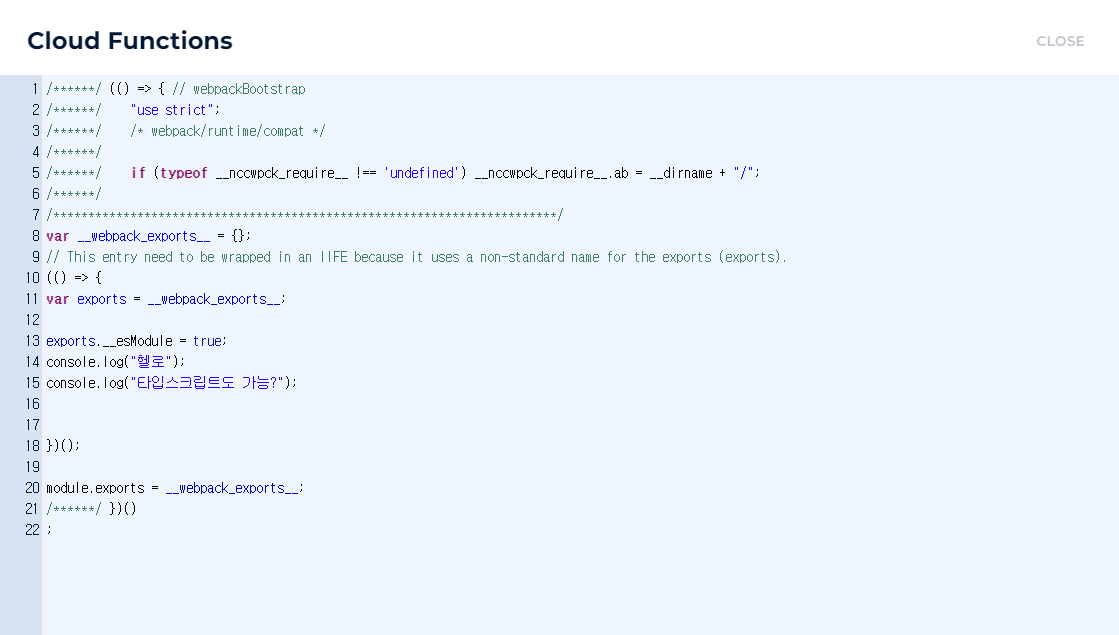 Cloud Functions
CLOSE
1 /******/ (() => { // webpackBootstrap
2 /******/ 	"use strict";
3 /******/ 	/* webpack/runtime/compat */
4 /******/
5 /******/ 	if (typeof __nccwpck_require__ !== 'undefined') __nccwpck_require__.ab = __dirname + "/";
6 /******/
7 /************************************************************************/
8 var __webpack_exports__ = {};
9 // This entry need to be wrapped in an IIFE because it uses a non-standard name for the exports (exports).
10 (() => {
11 var exports = __webpack_exports__;
12
13 exports.__esModule = true;
14 console.log("헬로");
15 console.log("타입스크립트도 가능?");
16
17
18 })();
19
20 module.exports = __webpack_exports__;
21 /******/ })()
22 ;